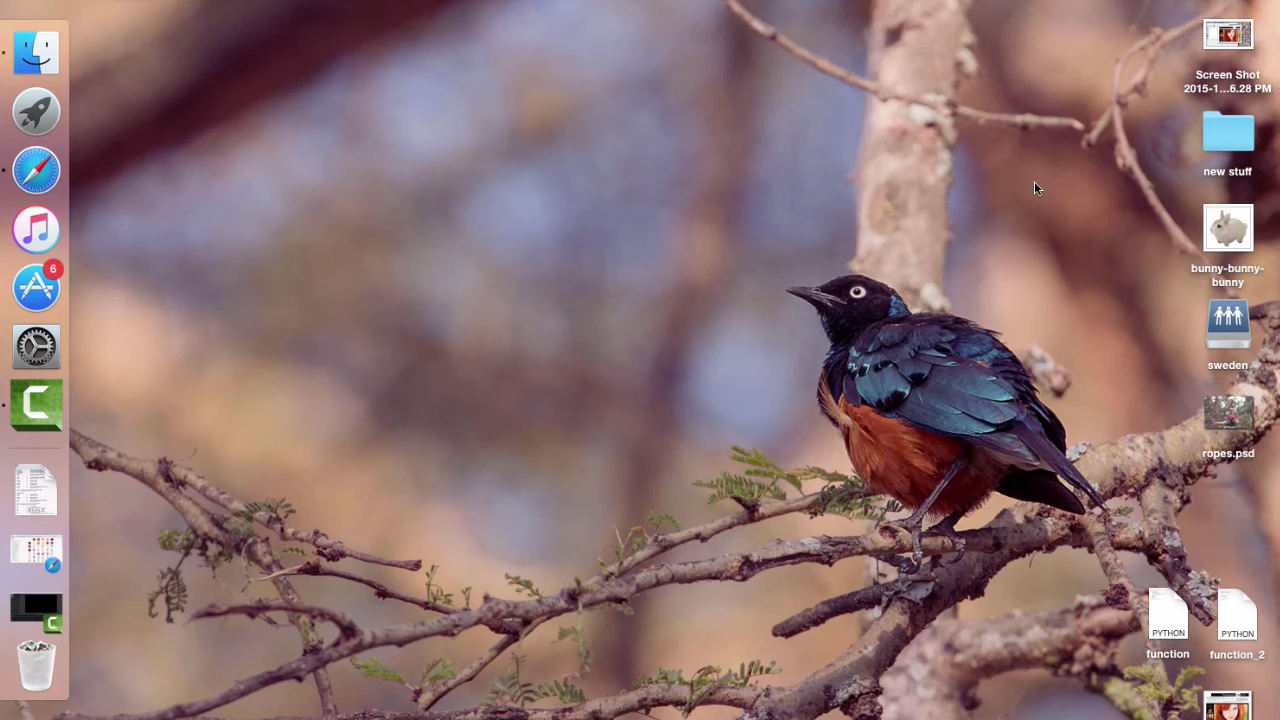 Screen Shot
2015-1...6.28 PM
new stuff
bunny-bunny-
bunny
sweden
ropes.psd
6
XLSX
PYTHON
PYTHON
function
function_2